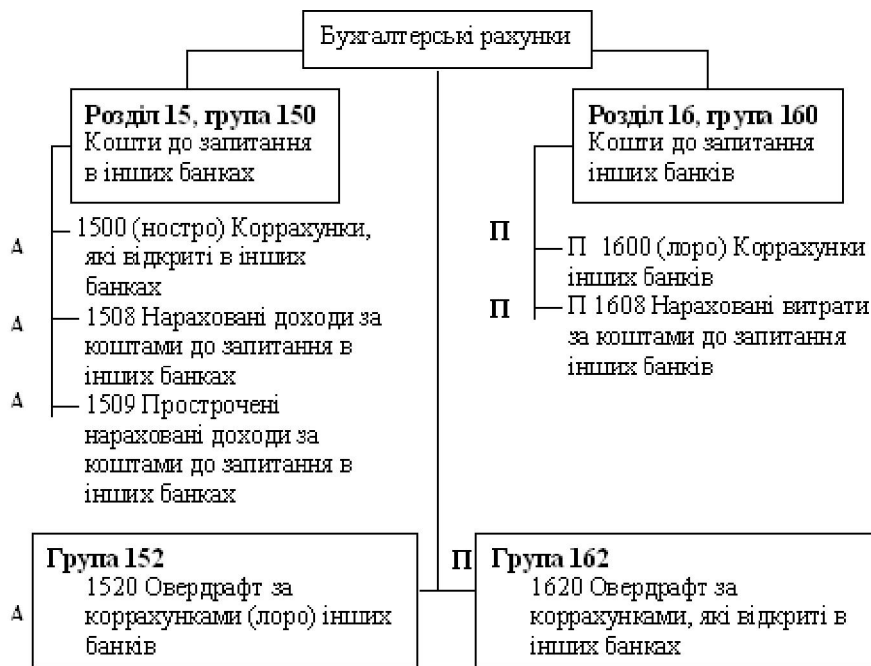 Бухгалтерські рахунки
Розділ 15, група 150
Кошти до запитання
в інших банках
А
1500 (ностро) Коррахунки,
які відкриті в інших
банках
А
1508 Нараховані доходи за
коштами до запитання в
інших банках
А
1509 Прострочені
нараховані доходи за
коштами до запитання в
інших банках
Розділ 16, група 160
Кошти до запитання
інших банків
П
П 1600 (лоро) Коррахунки
інших банків
П
П 1608 Нараховані витрати
за коштами до запитання
інших банків
Група 152
А
1520 Овердрафт за
коррахунками (лоро) інших
банків
П
Група 162
1620 Овердрафт за
коррахунками, які відкриті в
інших банках